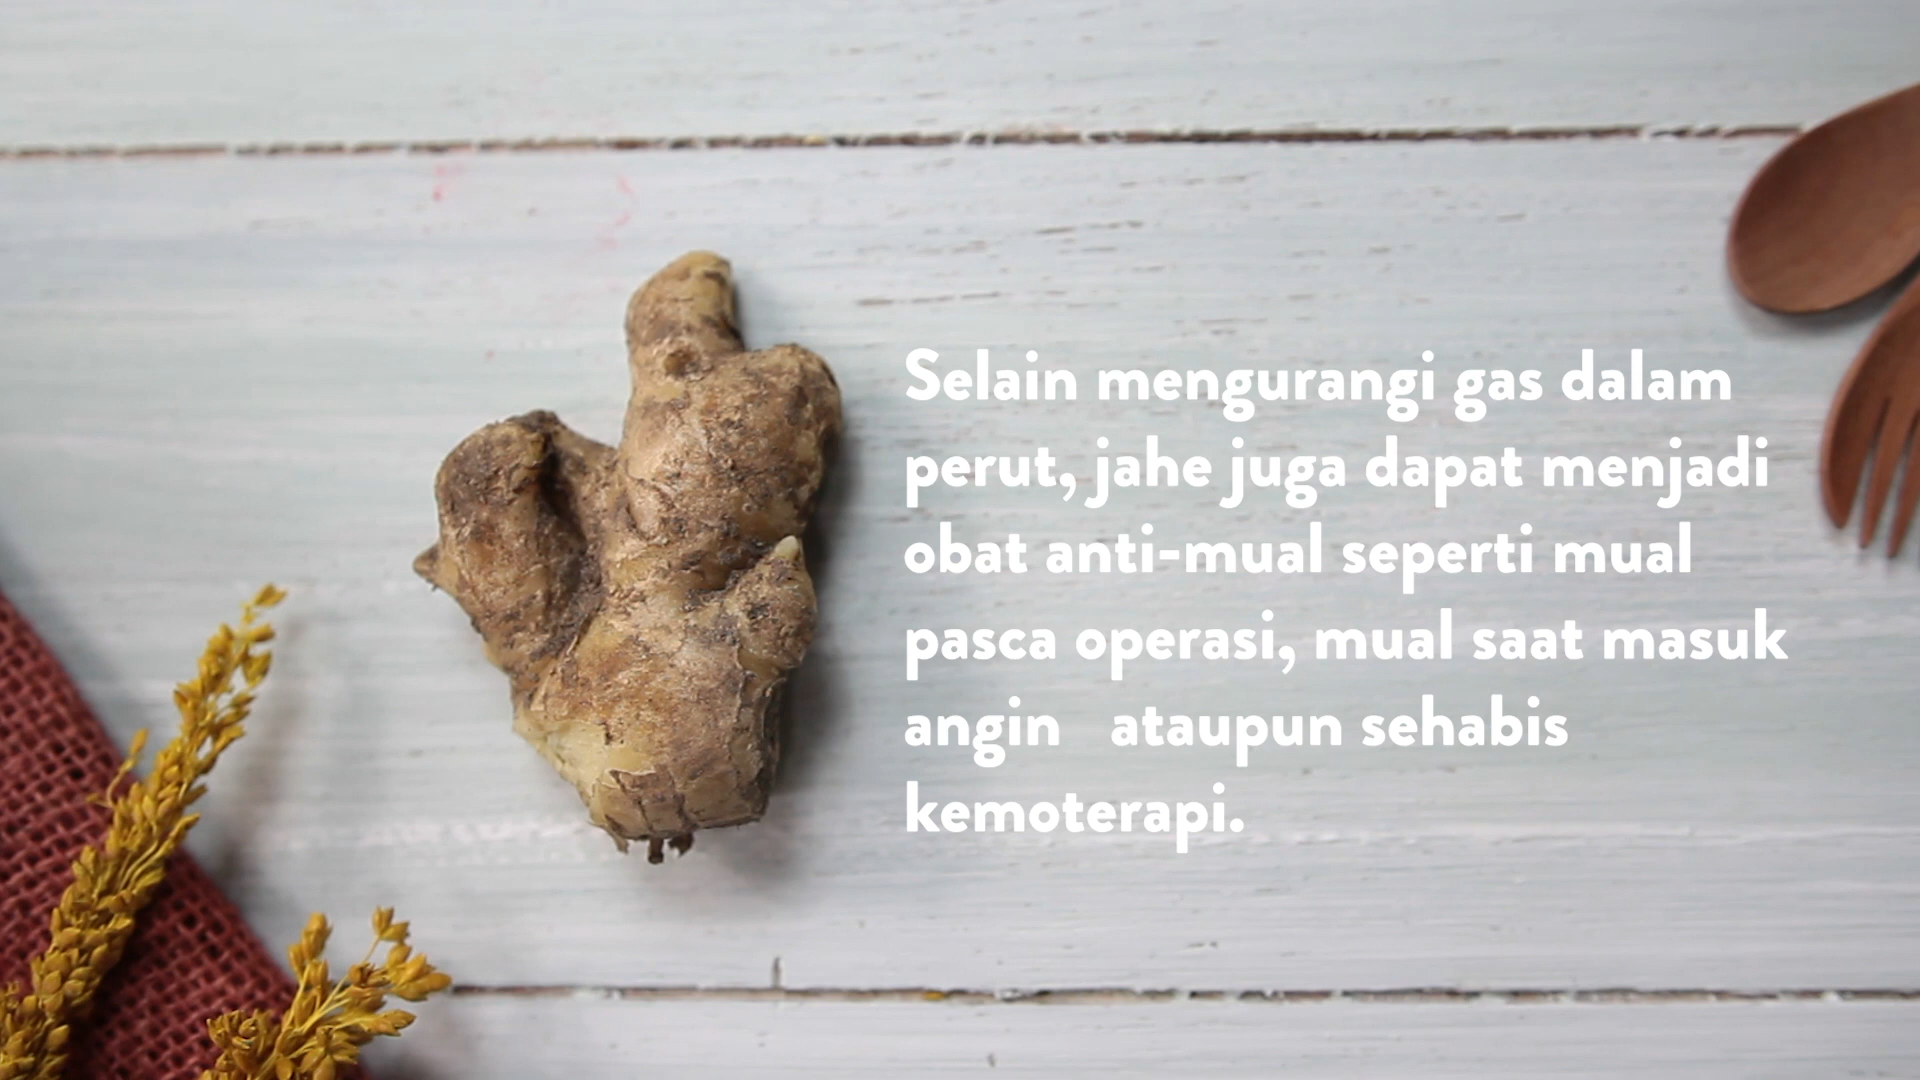 Selain mengurangi gas dalam
perut, jahe juga dapat menjadi
obat anti-mual seperti mual
pasca operasi, mual saat masuk
angin   ataupun sehabis
kemoterapi.